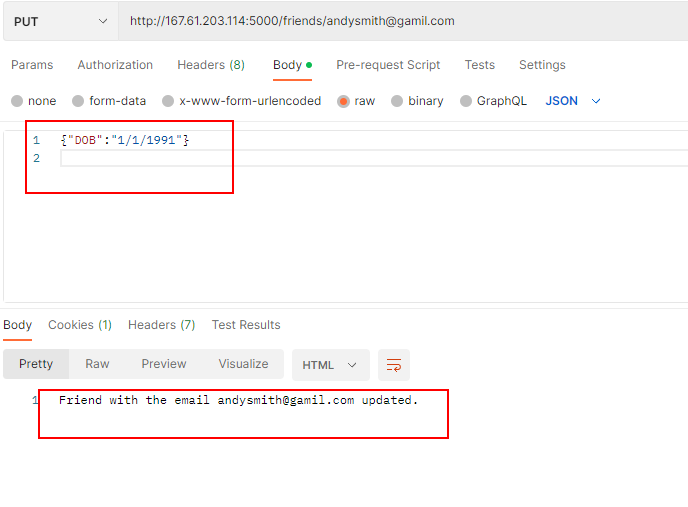 PUT http://167.61.203.114:5000/friends/andysmith@gamil.com
Params Authorization Headers (8) Body Pre-request Script Tests Settings
none form-data x-www-form-urlencoded raw binary GraphQL JSON
1 {"DOB":"1/1/1991"}
2
Body Cookies (1) Headers (7) Test Results
Pretty Raw Preview Visualize HTML
1 Friend with the email andysmith@gamil.com updated.